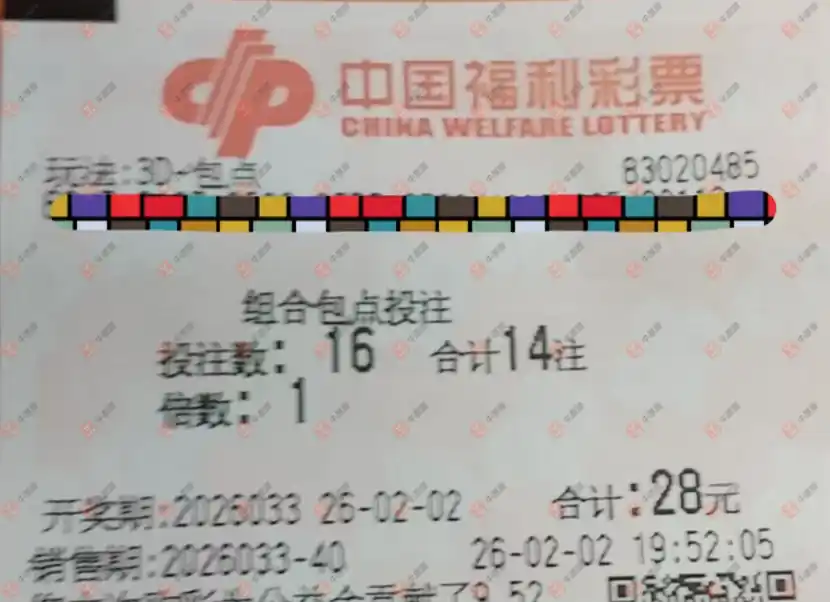 中国福利彩票
CHINA WELFARE LOTTERY
玩法:3D-包点 83020485
组合包点投注
投注数: 16 合计14注
倍数: 1
开奖期:2026033 26-02-02 合计:28元
销售期:2026033-40 26-02-02 19:52:05